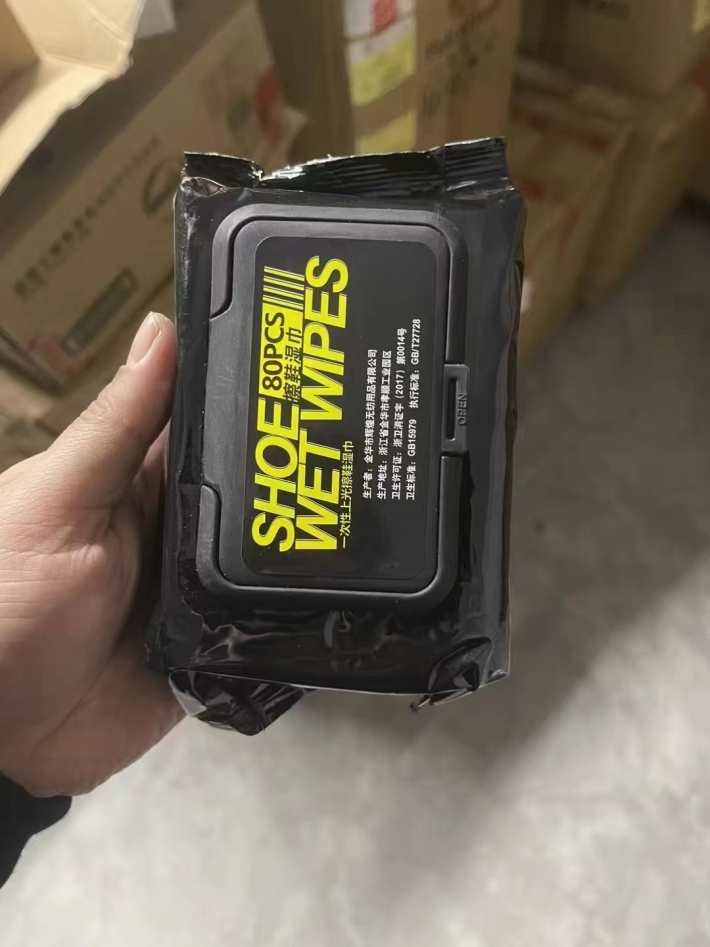 SHOE 80PCS
擦鞋湿巾
WET WIPES
一次性上光擦鞋湿巾
生产者：金华市辉煌无纺用品有限公司
生产地址：浙江省金华市孝顺工业园区
卫生许可证：浙卫消证字（2017）第0014号
卫生标准：GB15979 执行标准：GB/T27728
OPEN